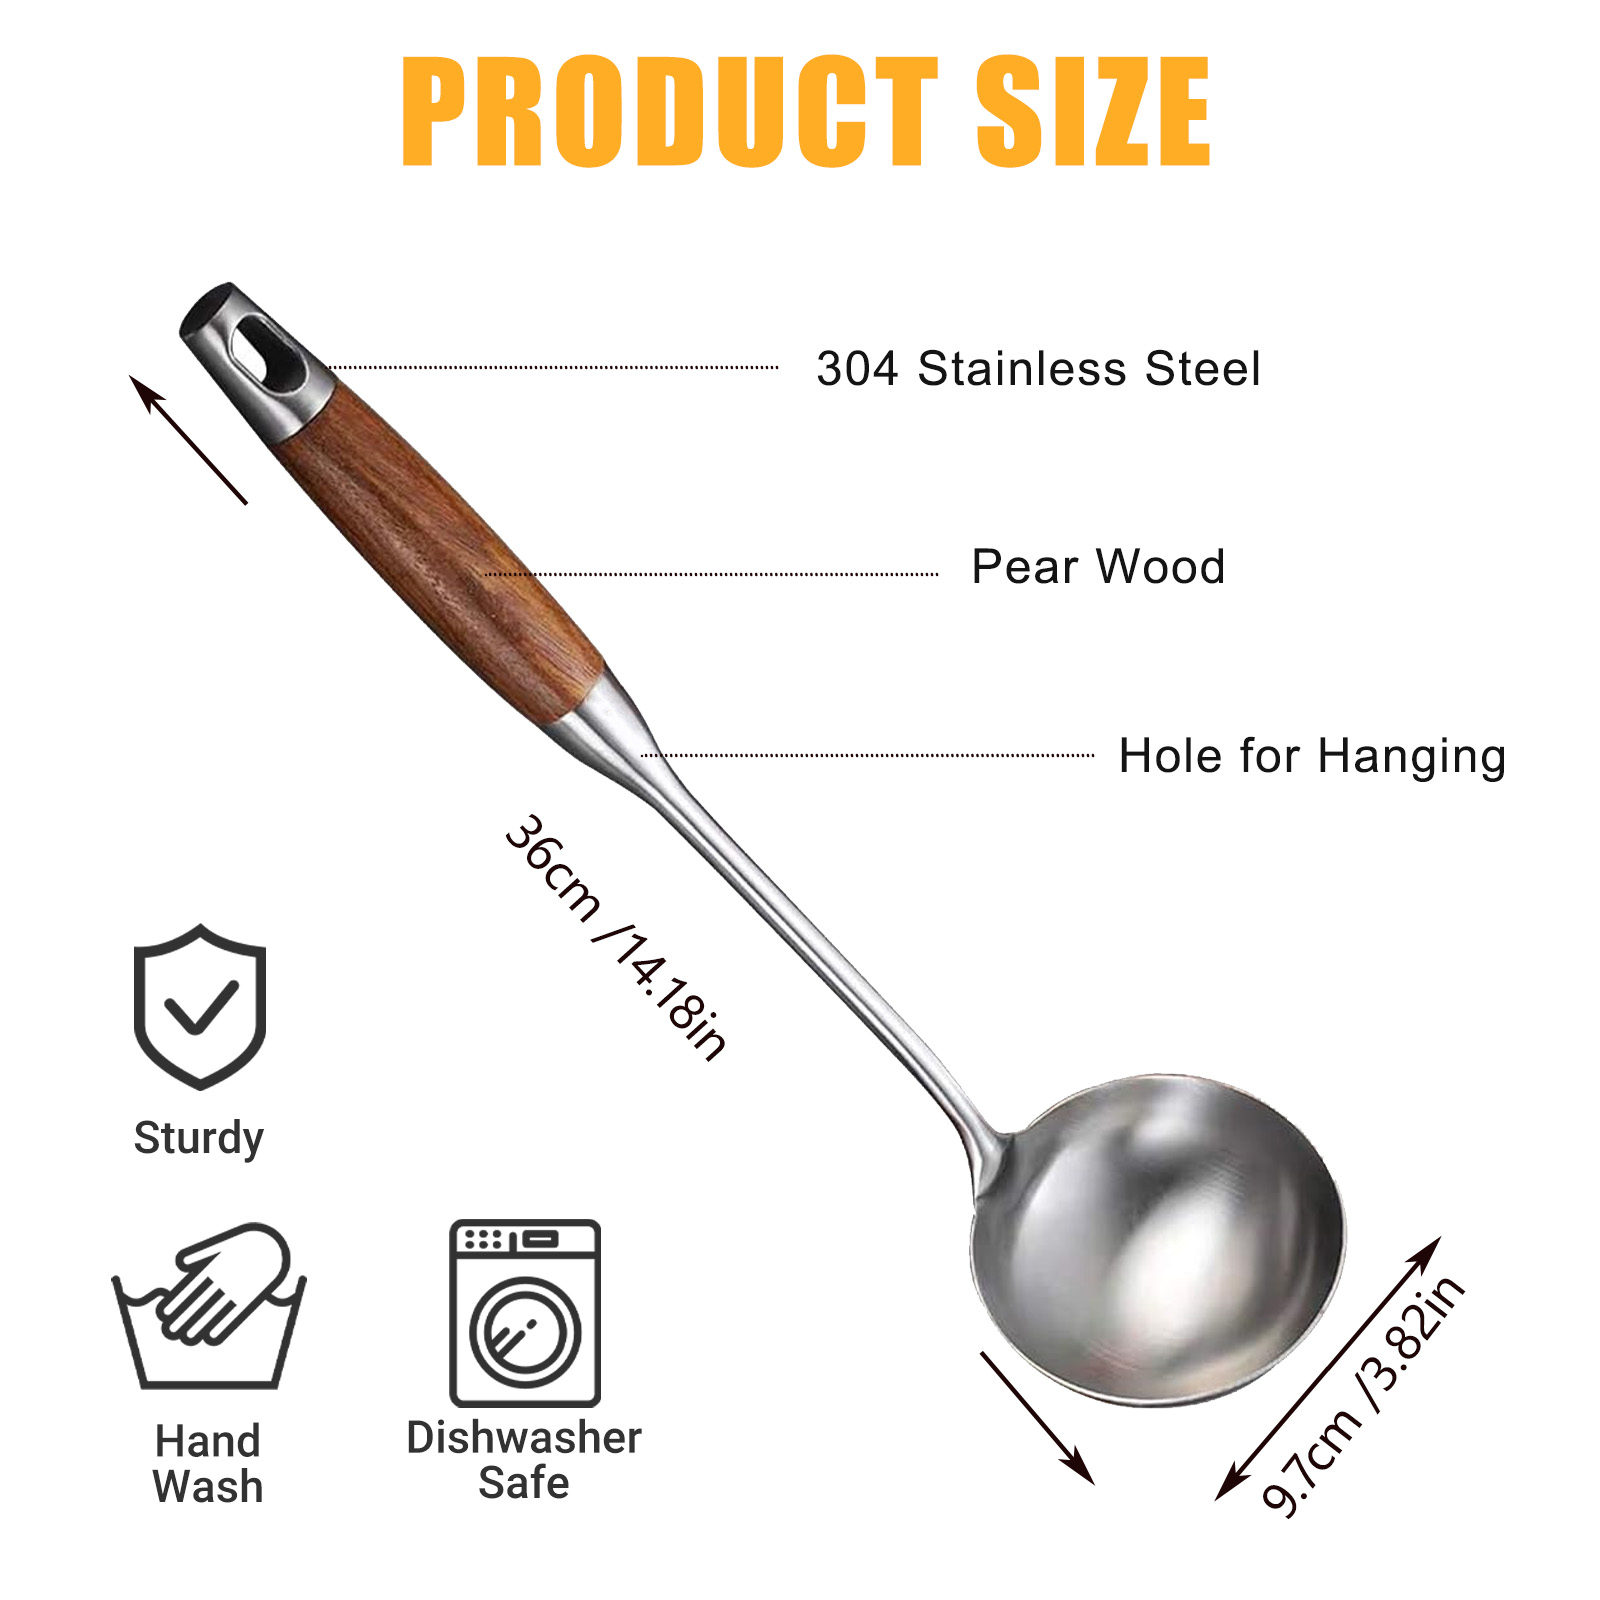 PRODUCT SIZE
304 Stainless Steel
Pear Wood
Hole for Hanging
36cm /14.18in
Sturdy
Hand
Wash
Dishwasher
Safe
9.7cm /3.82in